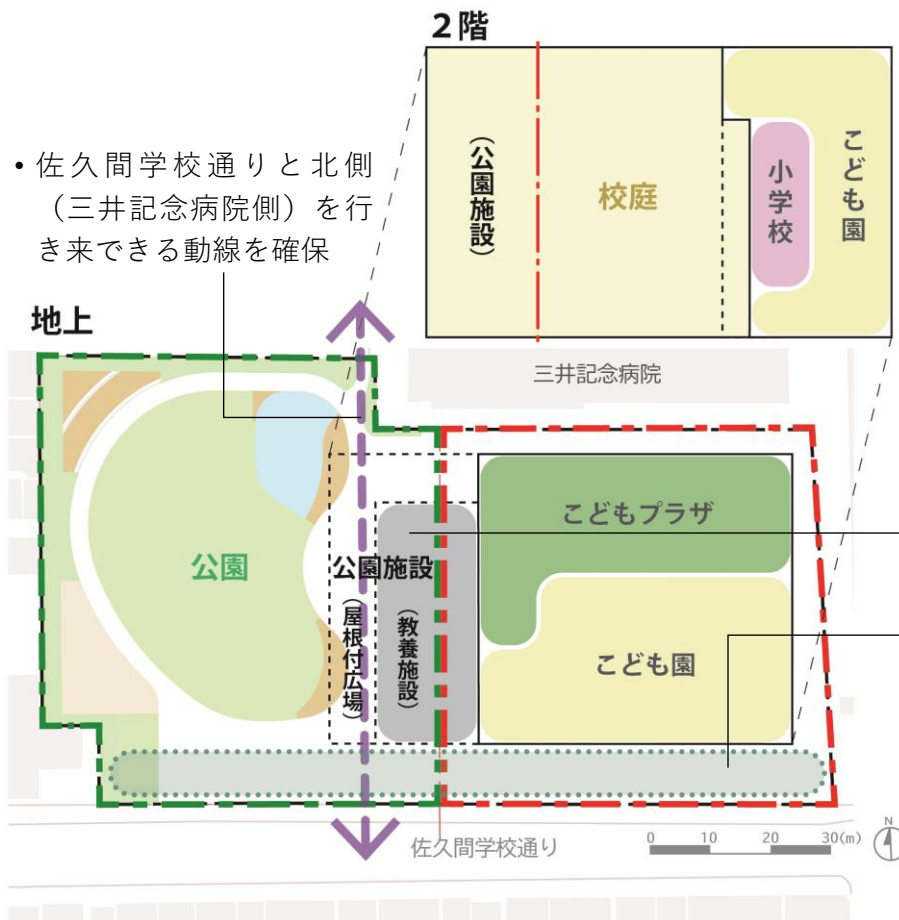 2階
• 佐久間学校通りと北側
（三井記念病院側）を行
き来できる動線を確保
（公園施設）
校庭
小学校
こども園
地上
三井記念病院
こどもプラザ
公園
公園施設
（屋根付広場）
（教養施設）
こども園
佐久間学校通り
0 10 20 30(m)
N